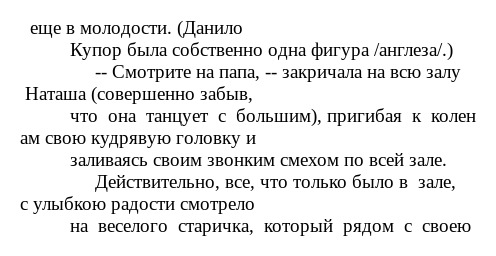 еще в молодости. (Данило
Купор была собственно одна фигура /англеза/.)
-- Смотрите на папа, -- закричала на всю залу
Наташа (совершенно забыв,
что она танцует с большим), пригибая к колен
ам свою кудрявую головку и
заливаясь своим звонким смехом по всей зале.
Действительно, все, что только было в зале,
с улыбкою радости смотрело
на веселого старичка, который рядом с своею